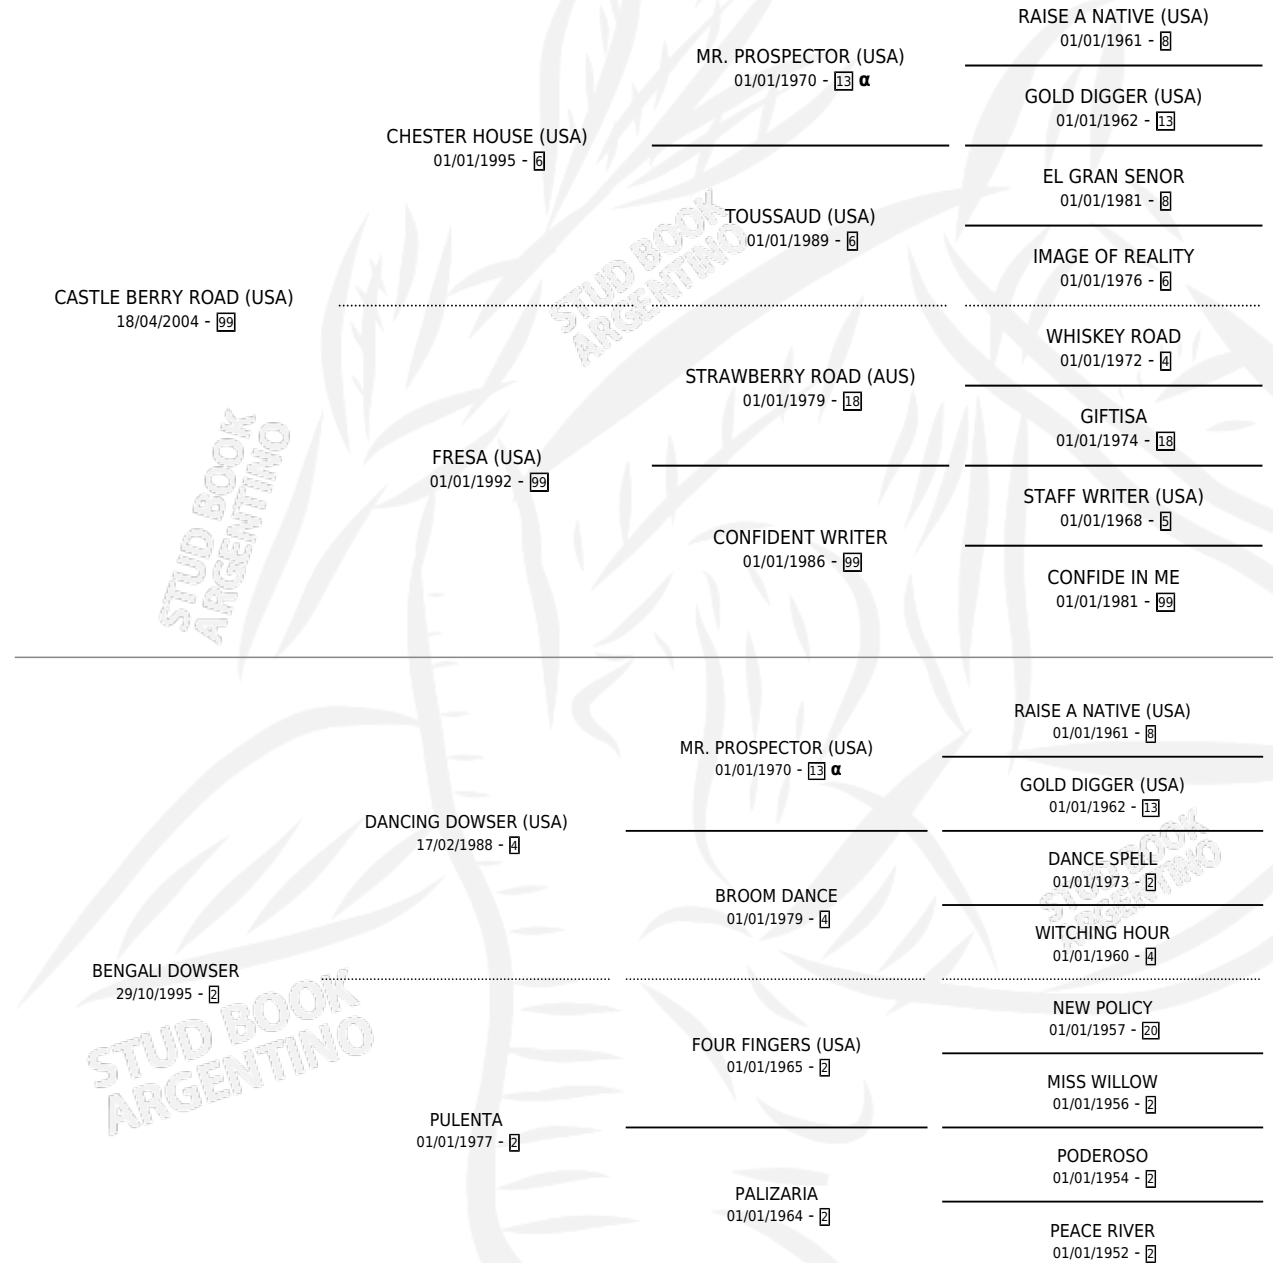 RAISE A NATIVE (USA)
01/01/1961 - 8
MR. PROSPECTOR (USA)
01/01/1970 - 13 α
GOLD DIGGER (USA)
01/01/1962 - 13
CHESTER HOUSE (USA)
01/01/1995 - 6
EL GRAN SENOR
01/01/1981 - 8
TOUSSAUD (USA)
01/01/1989 - 6
IMAGE OF REALITY
01/01/1976 - 6
CASTLE BERRY ROAD (USA)
18/04/2004 - 99
WHISKEY ROAD
01/01/1972 - 4
STRAWBERRY ROAD (AUS)
01/01/1979 - 18
GIFTISA
01/01/1974 - 18
FRESA (USA)
01/01/1992 - 99
STAFF WRITER (USA)
01/01/1968 - 5
CONFIDENT WRITER
01/01/1986 - 99
CONFIDE IN ME
01/01/1981 - 99
RAISE A NATIVE (USA)
01/01/1961 - 8
MR. PROSPECTOR (USA)
01/01/1970 - 13 α
GOLD DIGGER (USA)
01/01/1962 - 13
DANCING DOWSER (USA)
17/02/1988 - 4
DANCE SPELL
01/01/1973 - 2
BROOM DANCE
01/01/1979 - 4
WITCHING HOUR
01/01/1960 - 4
BENGALI DOWSER
29/10/1995 - 2
NEW POLICY
01/01/1957 - 20
FOUR FINGERS (USA)
01/01/1965 - 2
MISS WILLOW
01/01/1956 - 2
PULENTA
01/01/1977 - 2
PODEROSO
01/01/1954 - 2
PALIZARIA
01/01/1964 - 2
PEACE RIVER
01/01/1952 - 2
STUD BOOK
ARGENTINO
STUD BOOK
ARGENTINO
STUD BOOK
ARGENTINO
STUD BOOK
ARGENTINO